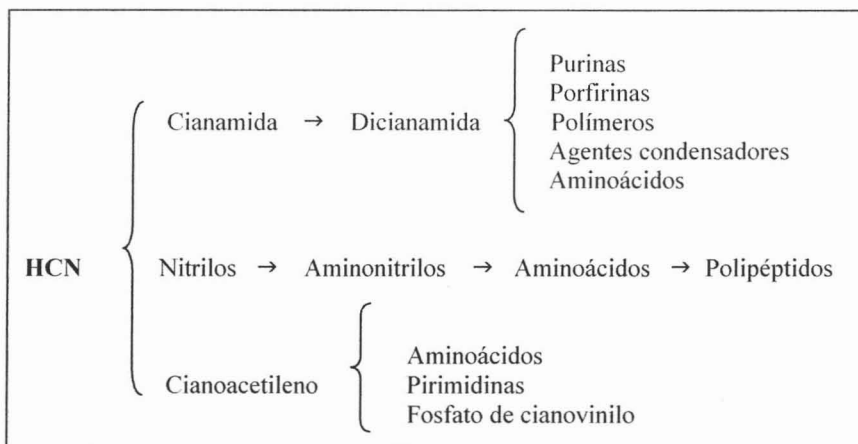 Purinas
Porfirinas
Cianamida → Dicianamida Polímeros
Agentes condensadores
Aminoácidos
HCN Nitrilos → Aminonitrilos → Aminoácidos → Polipéptidos
Aminoácidos
Cianoacetileno Pirimidinas
Fosfato de cianovinilo